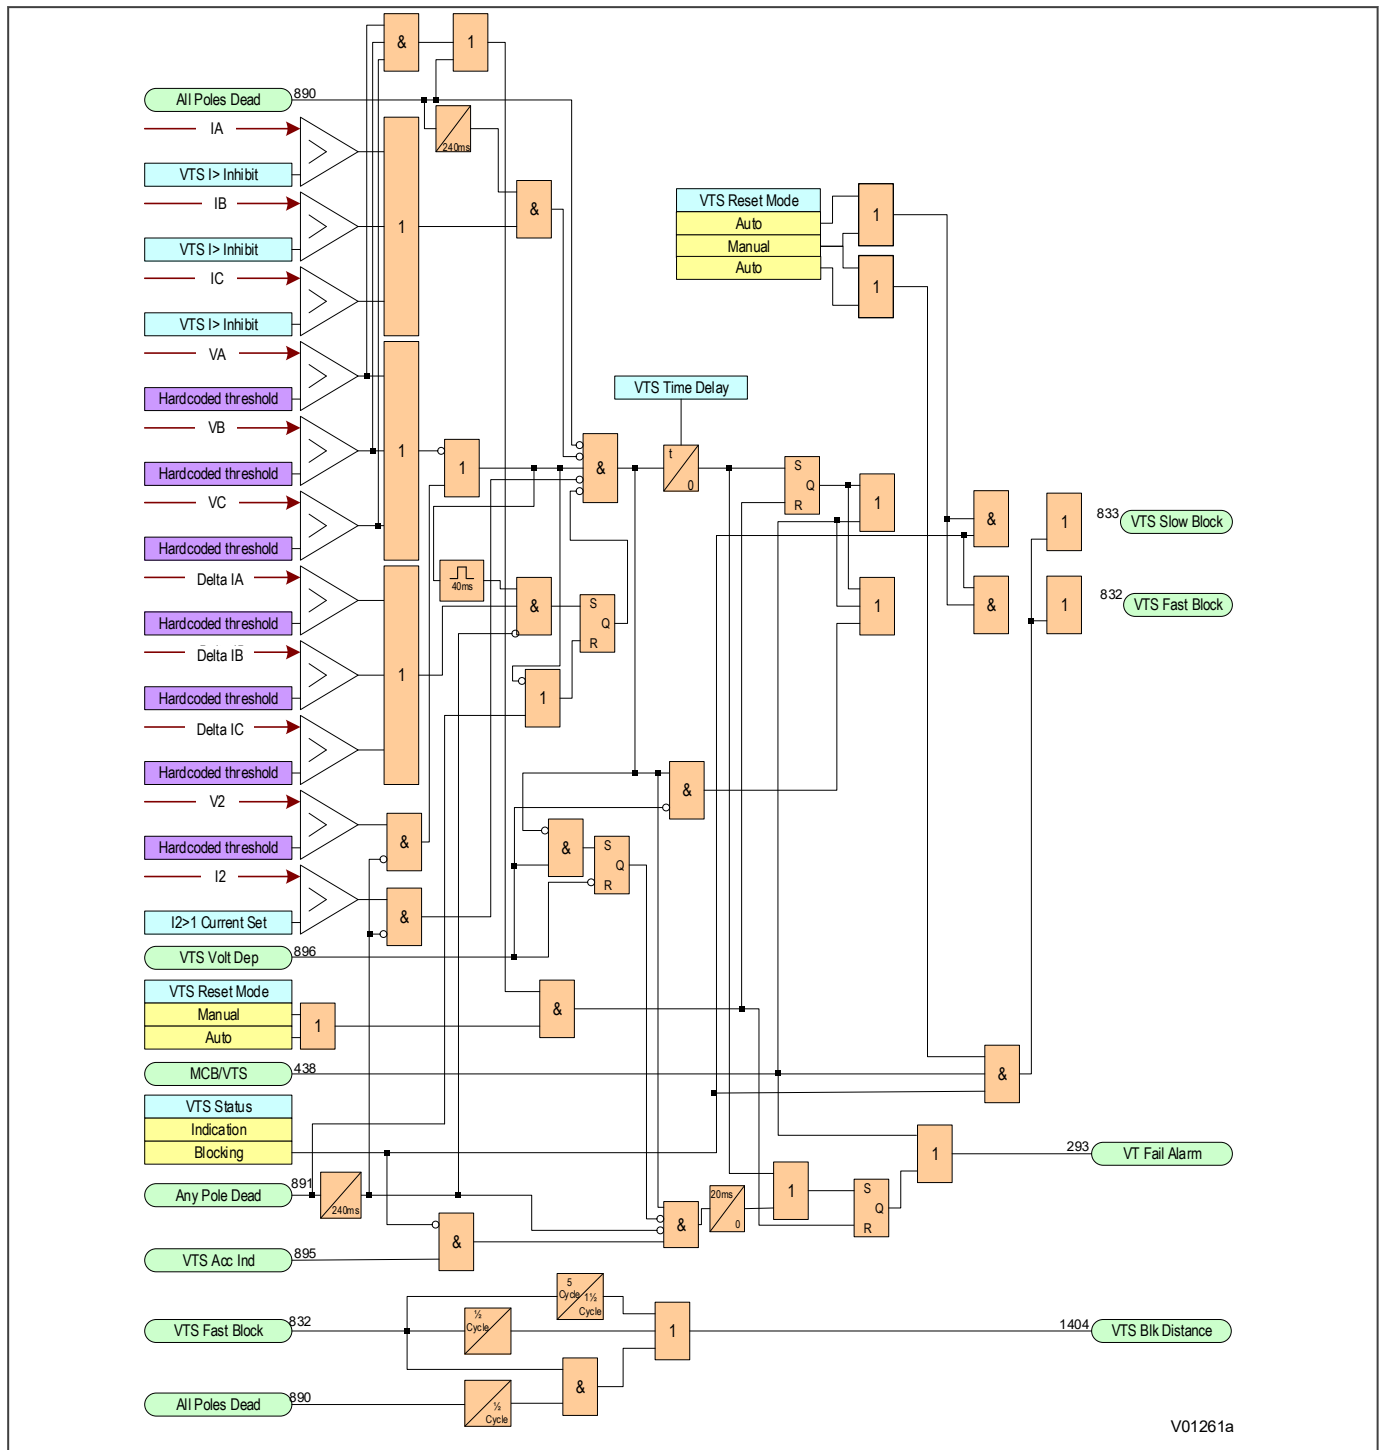 &
1
All Poles Dead
890
IA
240ms
VTS I> Inhibit
&
VTS Reset Mode
IB
1
Auto
1
VTS I> Inhibit
Manual
Auto
IC
1
VTS I> Inhibit
VA
VTS Time Delay
Hardcoded threshold
VB
1
1
&
t
0
S
Q
R
1
&
1
833
VTS Slow Block
Hardcoded threshold
VC
Hardcoded threshold
Delta IA
40ms
Hardcoded threshold
&
S
Q
R
1
&
1
832
VTS Fast Block
Delta IB
1
Hardcoded threshold
1
Delta IC
Hardcoded threshold
V2
&
Hardcoded threshold
&
&
S
Q
R
I2
&
I2>1 Current Set
VTS Volt Dep
896
VTS Reset Mode
Manual
1
Auto
&
MCB/VTS
438
&
VTS Status
Indication
Blocking
1
293
VT Fail Alarm
Any Pole Dead
891
240ms
&
20ms
0
1
S
Q
R
VTS Acc Ind
895
&
5
Cycle
1½
Cycle
VTS Fast Block
832
½
Cycle
1
1404
VTS Blk Distance
&
All Poles Dead
890
½
Cycle
V01261a